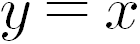 y = x